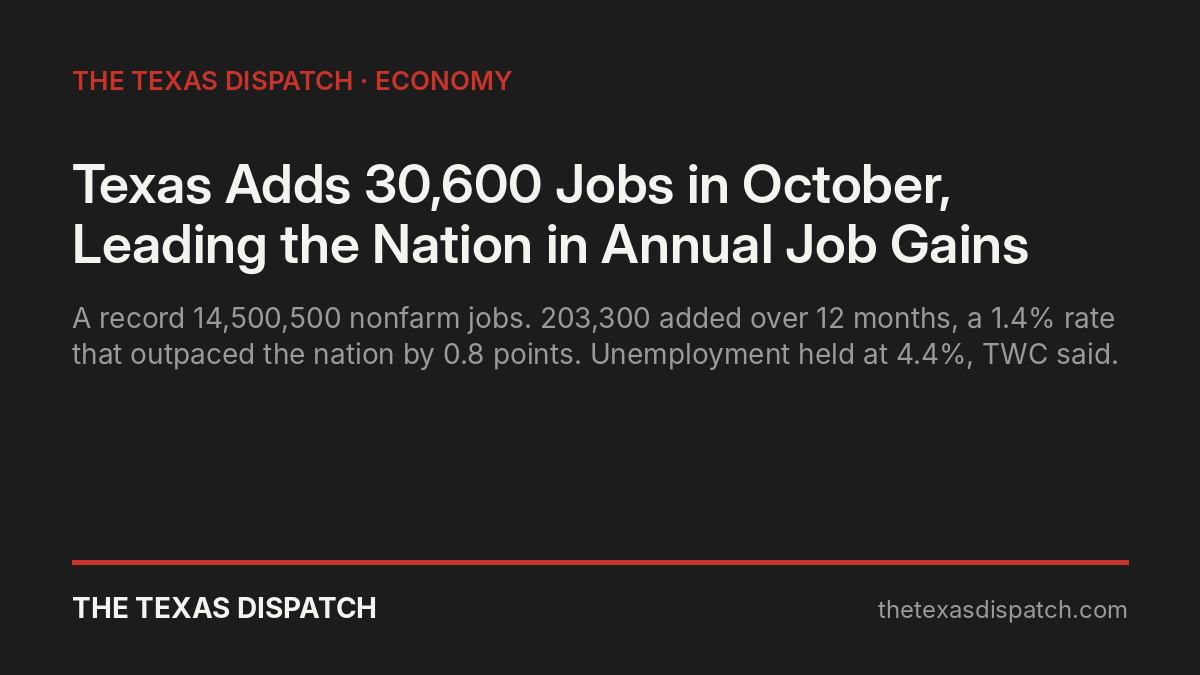 THE TEXAS DISPATCH · ECONOMY
Texas Adds 30,600 Jobs in October,
Leading the Nation in Annual Job Gains
A record 14,500,500 nonfarm jobs. 203,300 added over 12 months, a 1.4% rate
that outpaced the nation by 0.8 points. Unemployment held at 4.4%, TWC said.
THE TEXAS DISPATCH
thetexasdispatch.com